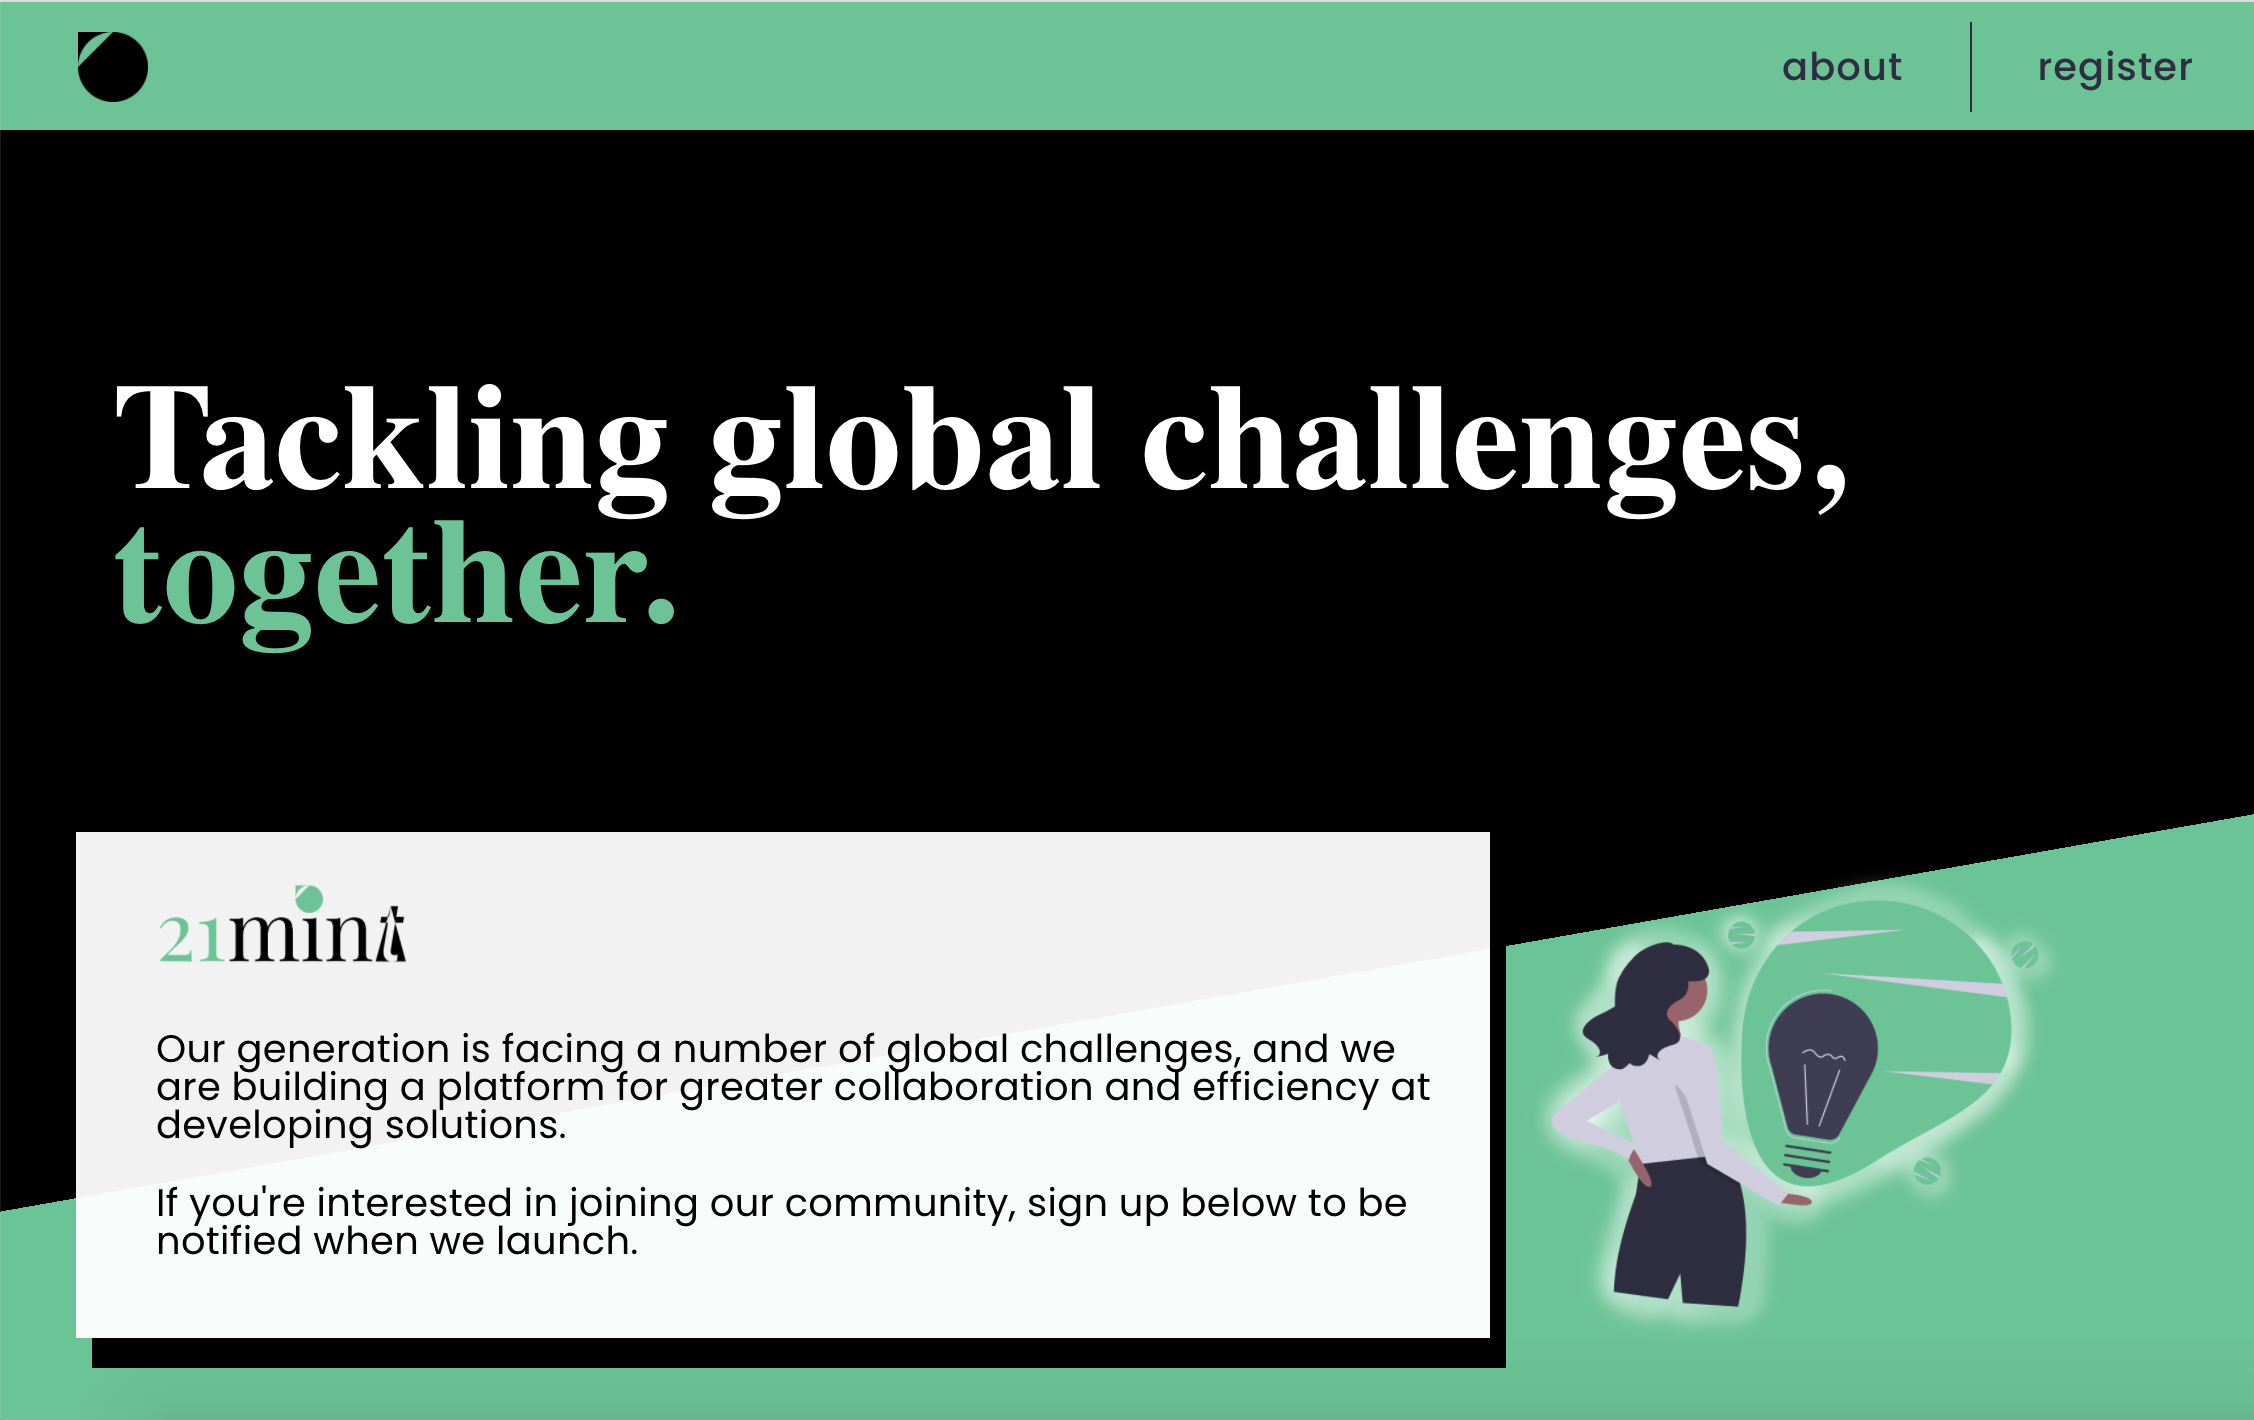 about
register
Tackling global challenges,
together.
21mint
Our generation is facing a number of global challenges, and we
are building a platform for greater collaboration and efficiency at
developing solutions.
If you're interested in joining our community, sign up below to be
notified when we launch.